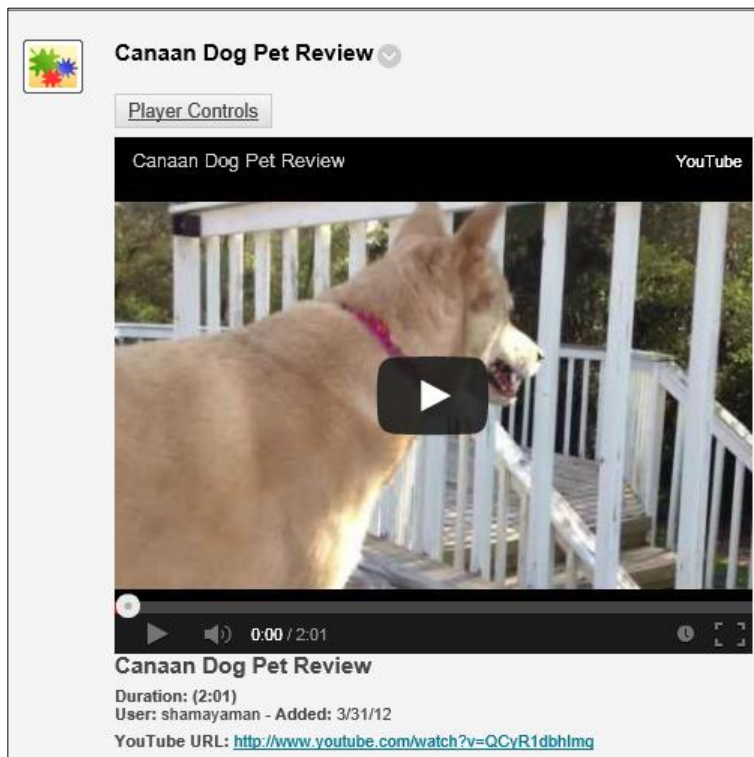 Canaan Dog Pet Review
Player Controls
Canaan Dog Pet Review YouTube
0:00 / 2:01
Canaan Dog Pet Review
Duration: (2:01)
User: shamayaman - Added: 3/31/12
YouTube URL: http://www.youtube.com/watch?v=QCyR1dbhImg